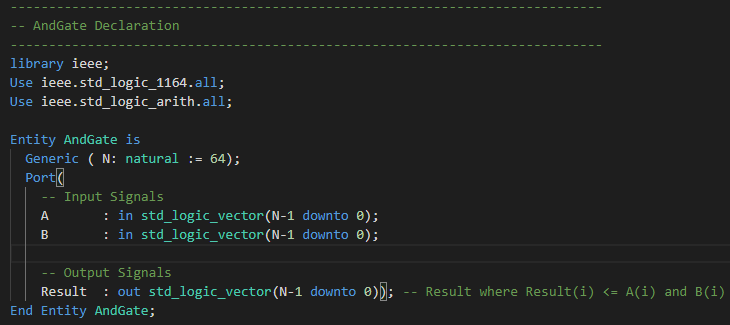 ---------------------------------------------------------------------------
-- AndGate Declaration
---------------------------------------------------------------------------
library ieee;
Use ieee.std_logic_1164.all;
Use ieee.std_logic_arith.all;
Entity AndGate is
  Generic ( N: natural := 64);
  Port(
    -- Input Signals
    A       : in std_logic_vector(N-1 downto 0);
    B       : in std_logic_vector(N-1 downto 0);
    -- Output Signals
    Result  : out std_logic_vector(N-1 downto 0)); -- Result where Result(i) <= A(i) and B(i)
End Entity AndGate;